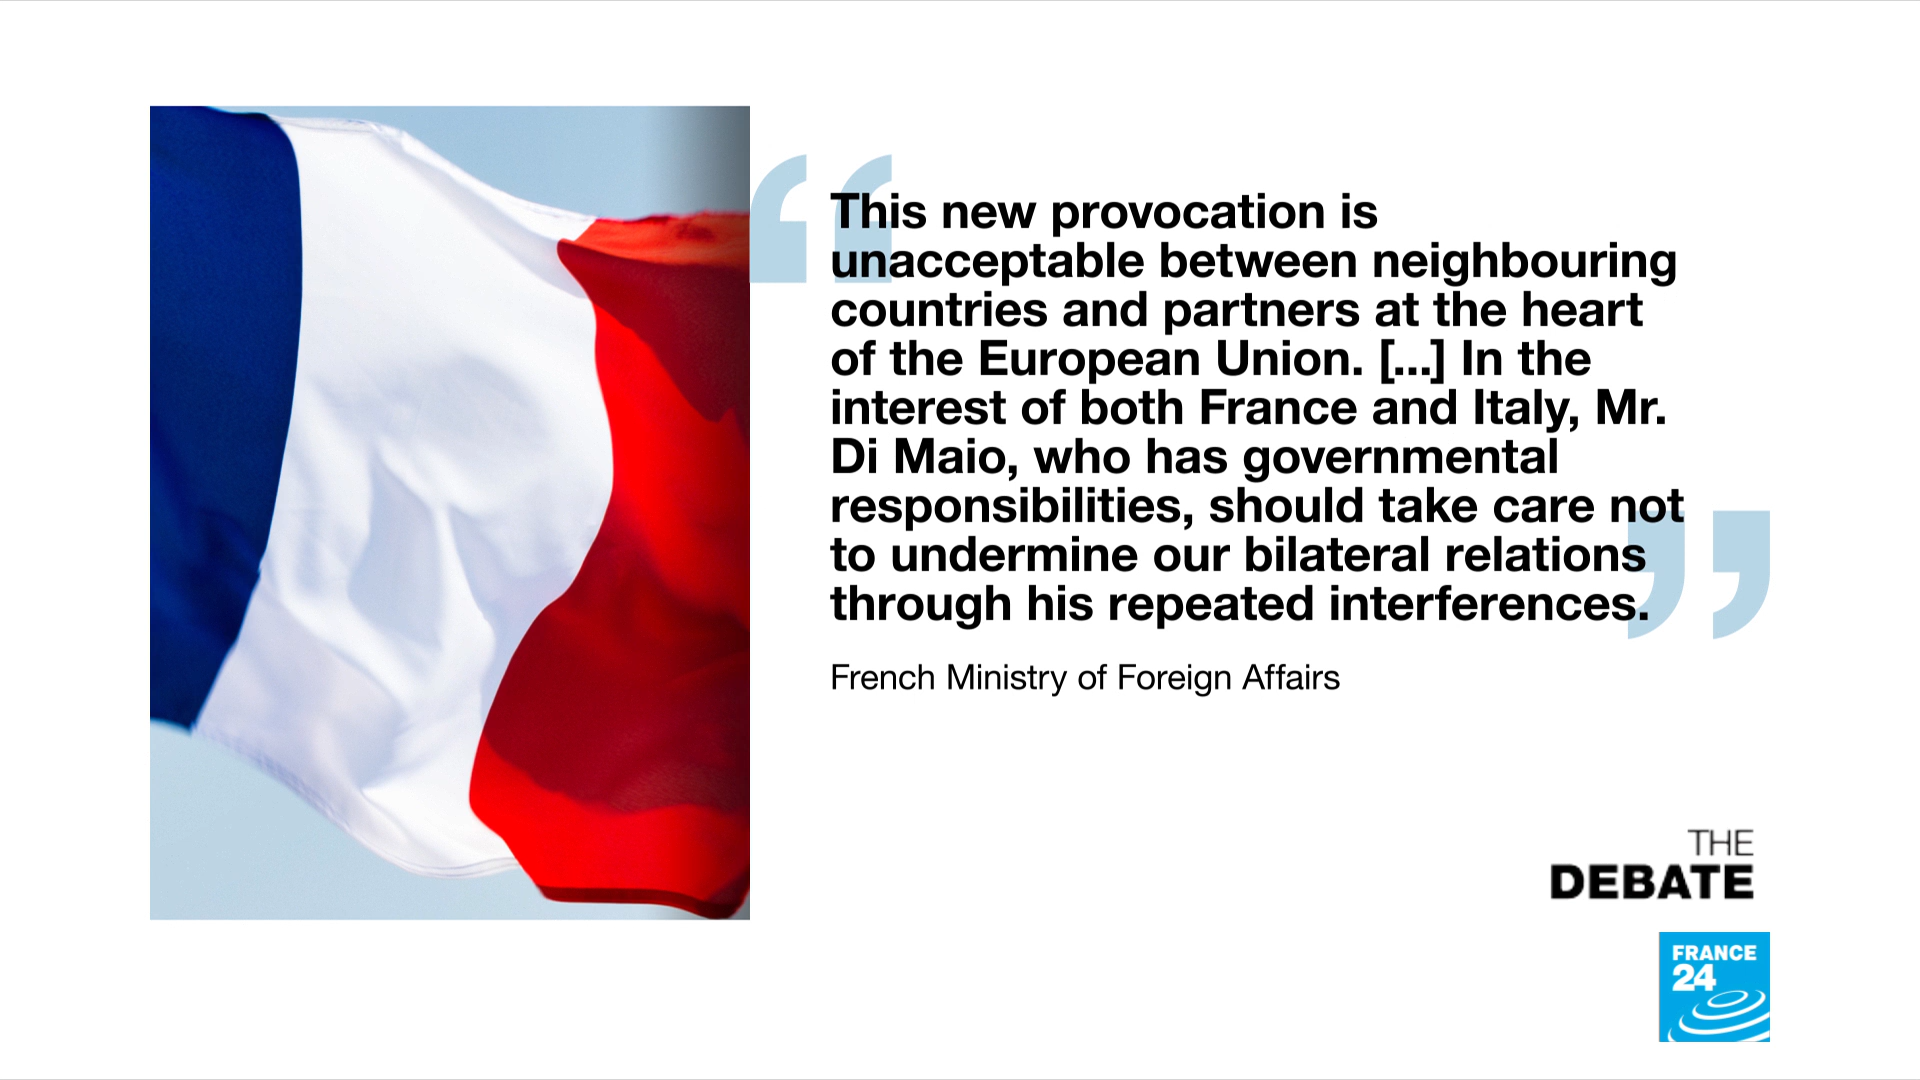 This new provocation is
unacceptable between neighbouring
countries and partners at the heart
of the European Union. [...] In the
interest of both France and Italy, Mr.
Di Maio, who has governmental
responsibilities, should take care not
to undermine our bilateral relations
through his repeated interferences.
French Ministry of Foreign Affairs
THE
DEBATE
FRANCE
24